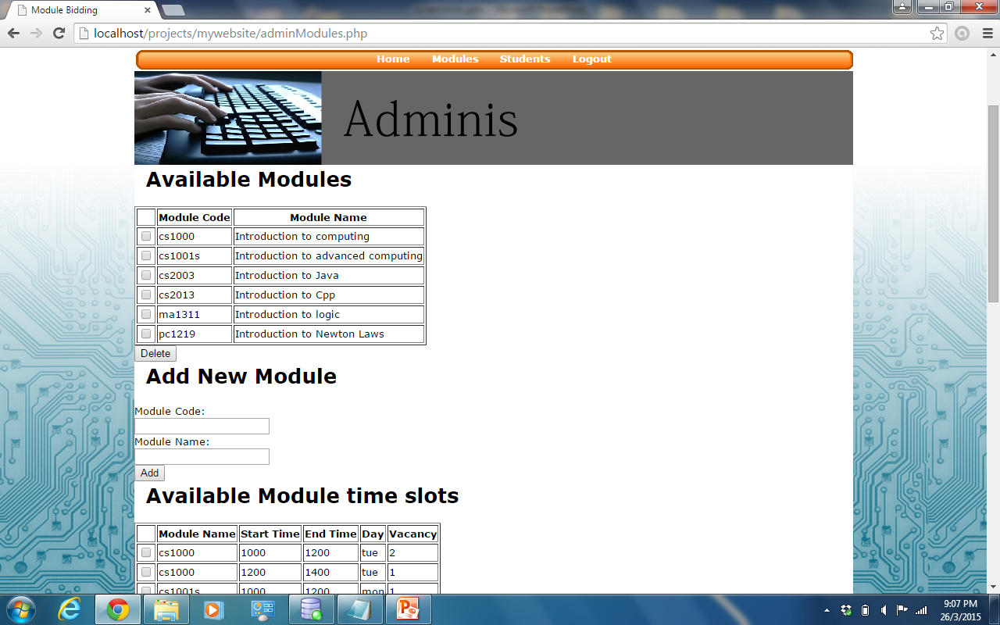 Module Bidding
localhost/projects/mywebsite/adminModules.php
Home Modules Students Logout
Adminis
Available Modules
Module Code Module Name
cs1000 Introduction to computing
cs1001s Introduction to advanced computing
cs2003 Introduction to Java
cs2013 Introduction to Cpp
ma1311 Introduction to logic
pc1219 Introduction to Newton Laws
Delete
Add New Module
Module Code:
Module Name:
Add
Available Module time slots
Module Name Start Time End Time Day Vacancy
cs1000 1000 1200 tue 2
cs1000 1200 1400 tue 1
cs1001s 1000 1200 mon 1
9:07 PM
26/3/2015